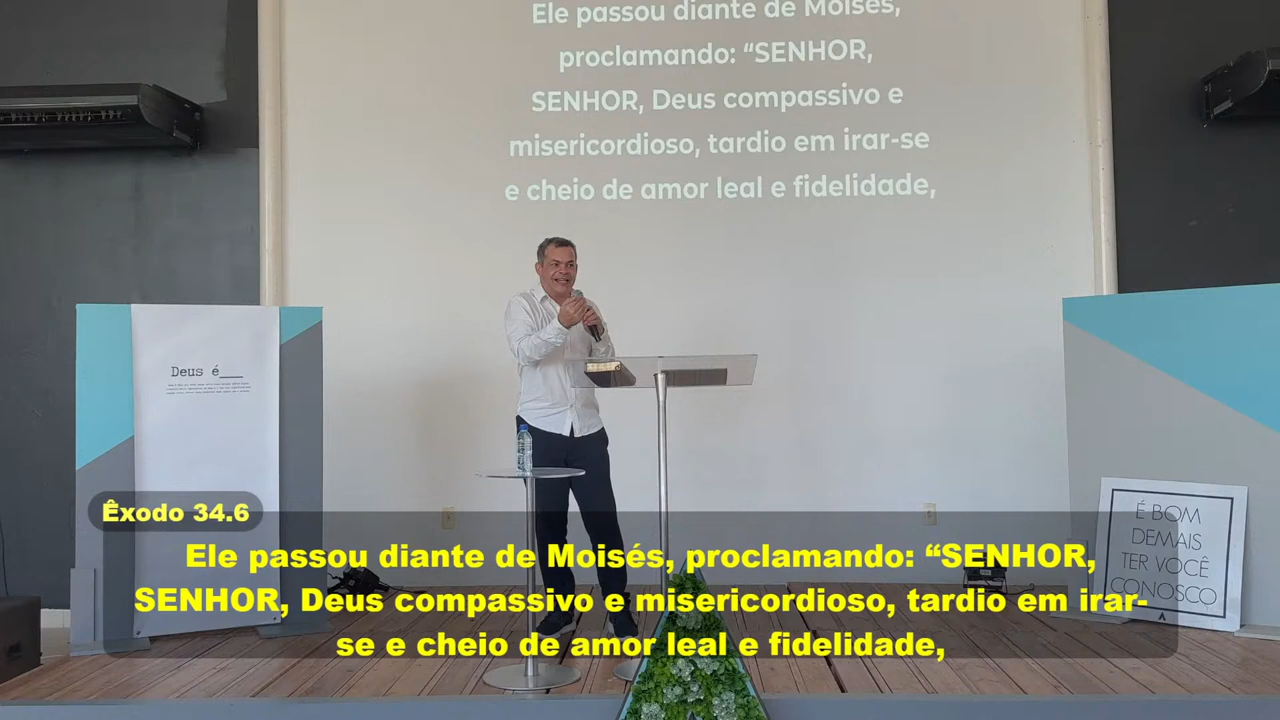 Ele passou diante de Moisés,
proclamando: “SENHOR,
SENHOR, Deus compassivo e
misericordioso, tardio em irar-se
e cheio de amor leal e fidelidade,
Deus é___
É BOM
DEMAIS
TER VOCÊ
CONOSCO
Êxodo 34.6
Ele passou diante de Moisés, proclamando: “SENHOR,
SENHOR, Deus compassivo e misericordioso, tardio em irar-
se e cheio de amor leal e fidelidade,